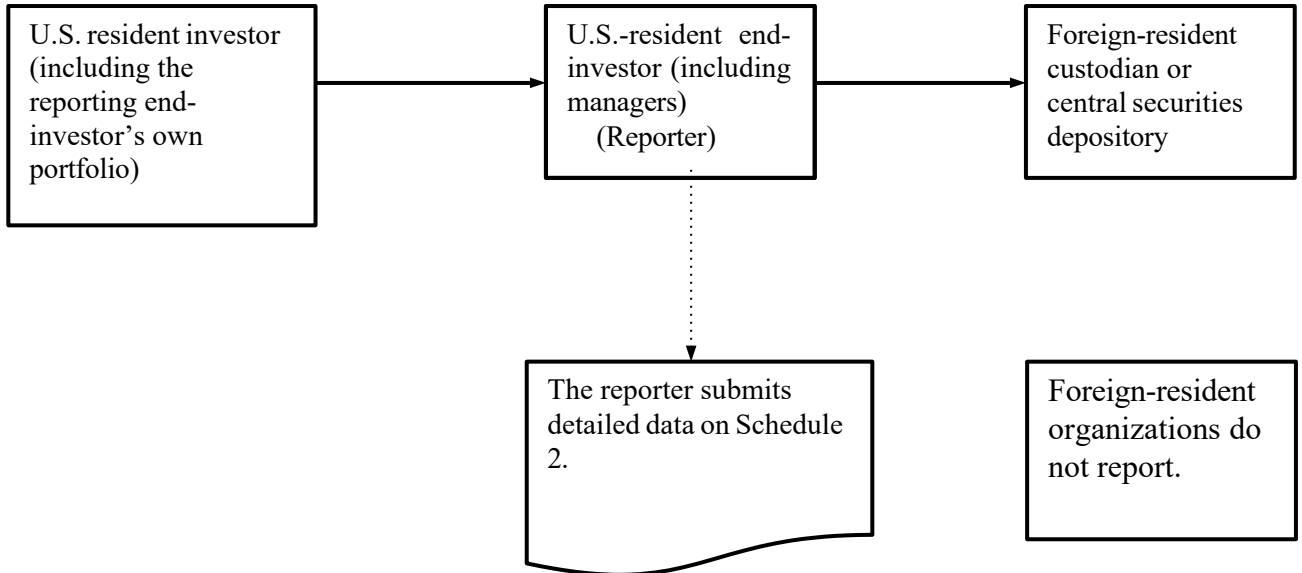 U.S. resident investor
(including the
reporting end-
investor’s own
portfolio)
U.S.-resident end-
investor (including
managers)
(Reporter)
Foreign-resident
custodian or
central securities
depository
The reporter submits
detailed data on Schedule
2.
Foreign-resident
organizations do
not report.